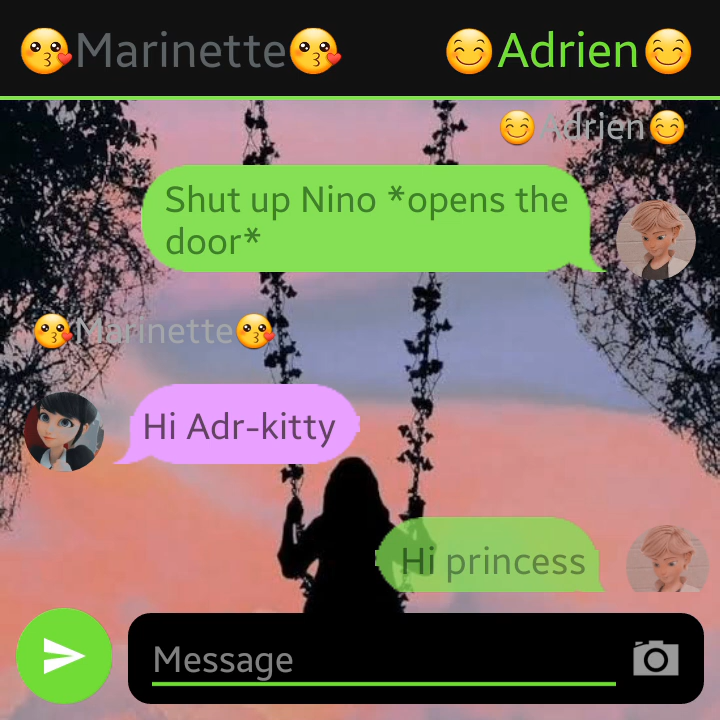 😗Marinette😗 😊Adrien😊
😊Adrien😊
Shut up Nino *opens the
door*
😗Marinette😗
Hi Adr-kitty
Hi princess
Message